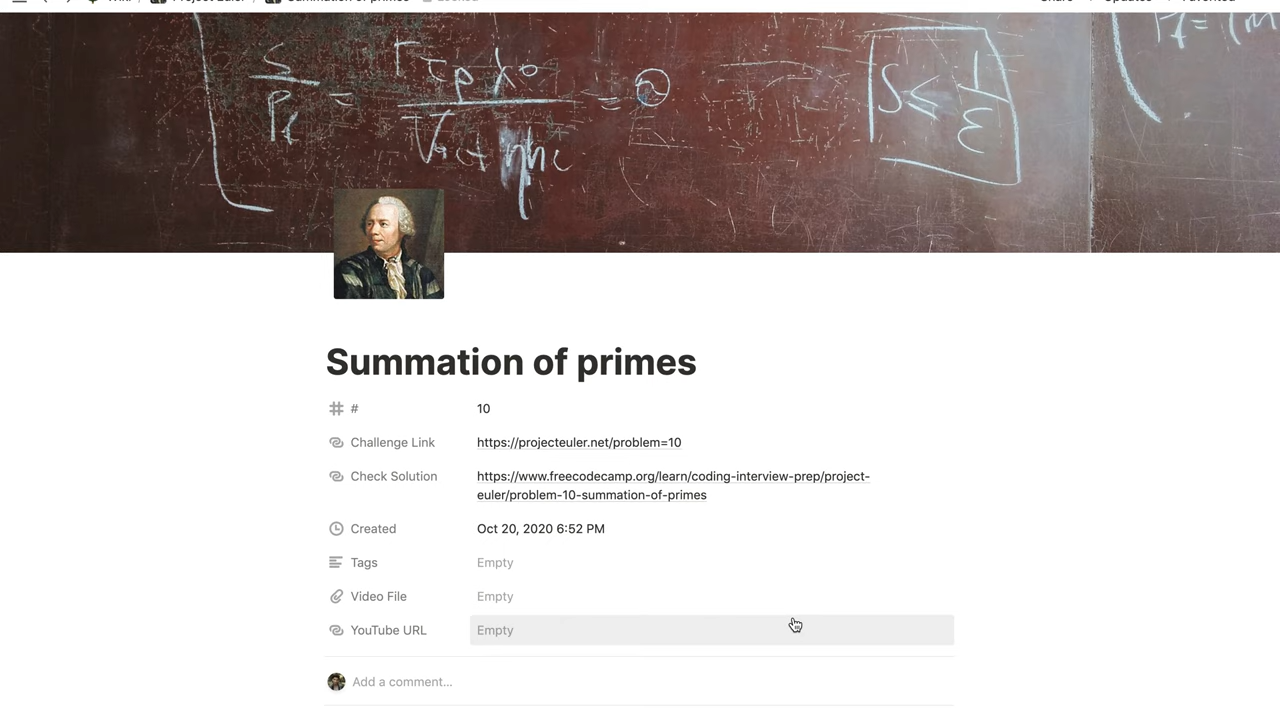 Summation of primes
# 10
Challenge Link https://projecteuler.net/problem=10
Check Solution https://www.freecodecamp.org/learn/coding-interview-prep/project-
euler/problem-10-summation-of-primes
Created Oct 20, 2020 6:52 PM
Tags Empty
Video File Empty
YouTube URL Empty
Add a comment...